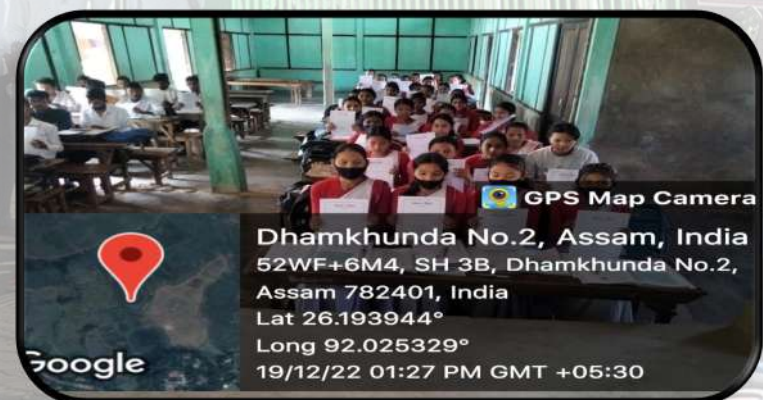 GPS Map Camera
Dhamkhunda No.2, Assam, India
52WF+6M4, SH 3B, Dhamkhunda No.2,
Assam 782401, India
Lat 26.193944°
Long 92.025329°
19/12/22 01:27 PM GMT +05:30
Google